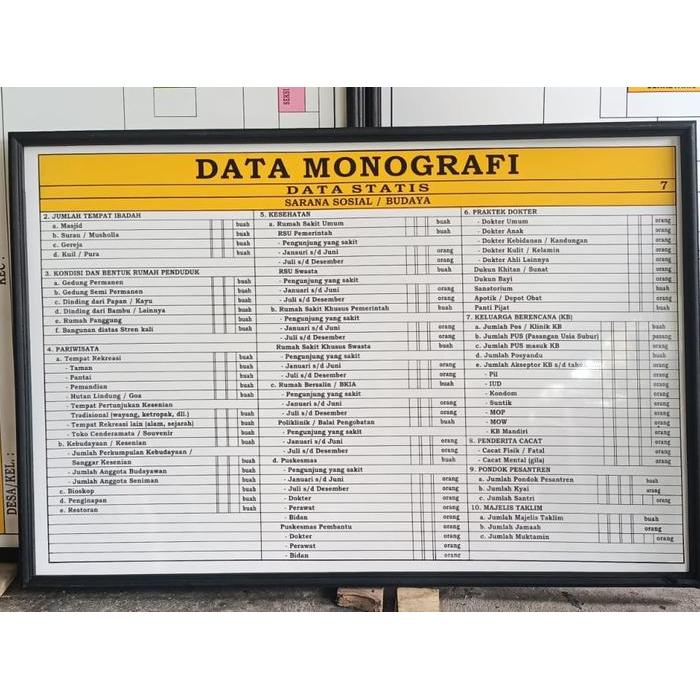 SEKSI
KEC :
DESA/KEL. :
DATA MONOGRAFI
DATA STATIS
7
SARANA SOSIAL / BUDAYA
2. JUMLAH TEMPAT IBADAH
a. Masjid buah
b. Surau / Musholla buah
c. Gereja buah
d. Kuil / Pura buah
3. KONDISI DAN BENTUK RUMAH PENDUDUK
a. Gedung Permanen buah
b. Gedung Semi Permanen buah
c. Dinding dari Papan / Kayu buah
d. Dinding dari Bambu / Lainnya buah
e. Rumah Panggung buah
f. Bangunan diatas Stren kali buah
4. PARIWISATA
a. Tempat Rekreasi buah
- Taman buah
- Pantai buah
- Pemandian buah
- Hutan Lindung / Goa buah
- Tempat Pertunjukan Kesenian
Tradisional (wayang, ketropak, dll.) buah
- Tempat Rekreasi lain (alam, sejarah) buah
- Toko Cenderamata / Souvenir buah
b. Kebudayaan / Kesenian buah
- Jumlah Perkumpulan Kebudayaan /
Sanggar Kesenian buah
- Jumlah Anggota Budayawan buah
- Jumlah Anggota Seniman buah
c. Bioskop buah
d. Penginapan buah
e. Restoran buah
5. KESEHATAN
a. Rumah Sakit Umum buah
RSU Pemerintah buah
- Pengunjung yang sakit
- Januari s/d Juni orang
- Juli s/d Desember orang
RSU Swasta buah
- Pengunjung yang sakit
- Januari s/d Juni orang
- Juli s/d Desember orang
b. Rumah Sakit Khusus Pemerintah buah
- Pengunjung yang sakit
- Januari s/d Juni orang
- Juli s/d Desember orang
Rumah Sakit Khusus Swasta buah
- Pengunjung yang sakit
- Januari s/d Juni orang
- Juli s/d Desember orang
c. Rumah Bersalin / BKIA buah
- Pengunjung yang sakit
- Januari s/d Juni orang
- Juli s/d Desember orang
Poliklinik / Balai Pengobatan buah
- Pengunjung yang sakit orang
- Januari s/d Juni orang
- Juli s/d Desember orang
d. Puskesmas buah
- Pengunjung yang sakit orang
- Januari s/d Juni orang
- Juli s/d Desember orang
- Dokter orang
- Perawat orang
- Bidan orang
Puskesmas Pembantu orang
- Dokter orang
- Perawat orang
- Bidan orang
6. PRAKTEK DOKTER
- Dokter Umum orang
- Dokter Anak orang
- Dokter Kebidanan / Kandungan orang
- Dokter Kulit / Kelamin orang
- Dokter Ahli Lainnya orang
Dukun Khitan / Sunat orang
Dukun Bayi orang
Sanatorium buah
Apotik / Depot Obat orang
Panti Pijat buah
7. KELUARGA BERENCANA (KB)
a. Jumlah Pos / Klinik KB buah
b. Jumlah PUS (Pasangan Usia Subur) pasang
c. Jumlah PUS masuk KB orang
d. Jumlah Posyandu buah
e. Jumlah Akseptor KB s/d tahun orang
- Pil orang
- IUD orang
- Kondom orang
- Suntik orang
- MOP orang
- MOW orang
- KB Mandiri orang
8. PENDERITA CACAT orang
- Cacat Fisik / Fatal orang
- Cacat Mental (gila) orang
9. PONDOK PESANTREN
a. Jumlah Pondok Pesantren buah
b. Jumlah Kyai orang
c. Jumlah Santri orang
10. MAJELIS TAKLIM
a. Jumlah Majelis Taklim buah
b. Jumlah Jamaah orang
c. Jumlah Muktamin orang